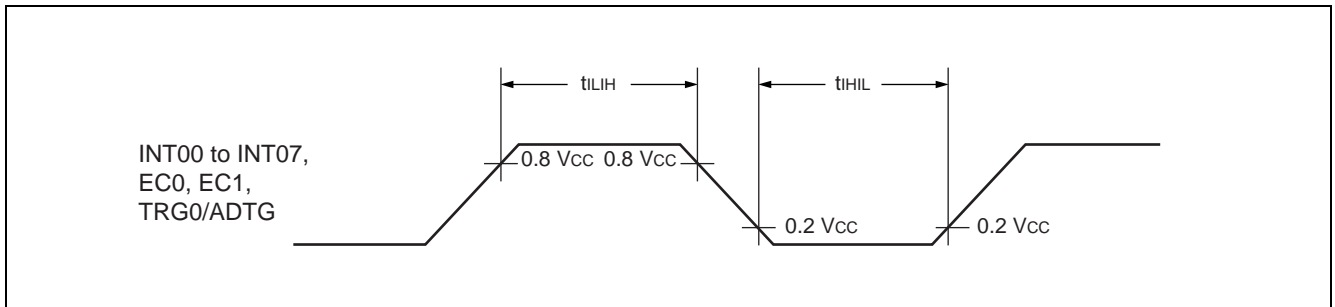 tILIH
tIHIL
INT00 to INT07,
EC0, EC1,
TRG0/ADTG
0.8 VCC 0.8 VCC
0.2 VCC
0.2 VCC